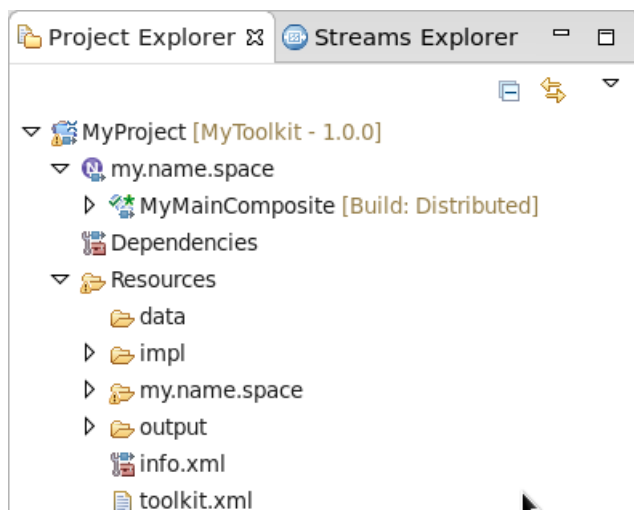 Project Explorer Streams Explorer
MyProject [MyToolkit - 1.0.0]
my.name.space
MyMainComposite [Build: Distributed]
Dependencies
Resources
data
impl
my.name.space
output
info.xml
toolkit.xml